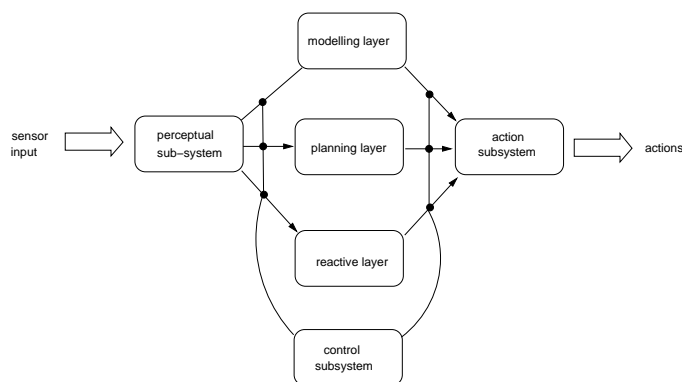 modelling layer
sensor
input
perceptual
sub−system
planning layer
action
subsystem
actions
reactive layer
control
subsystem